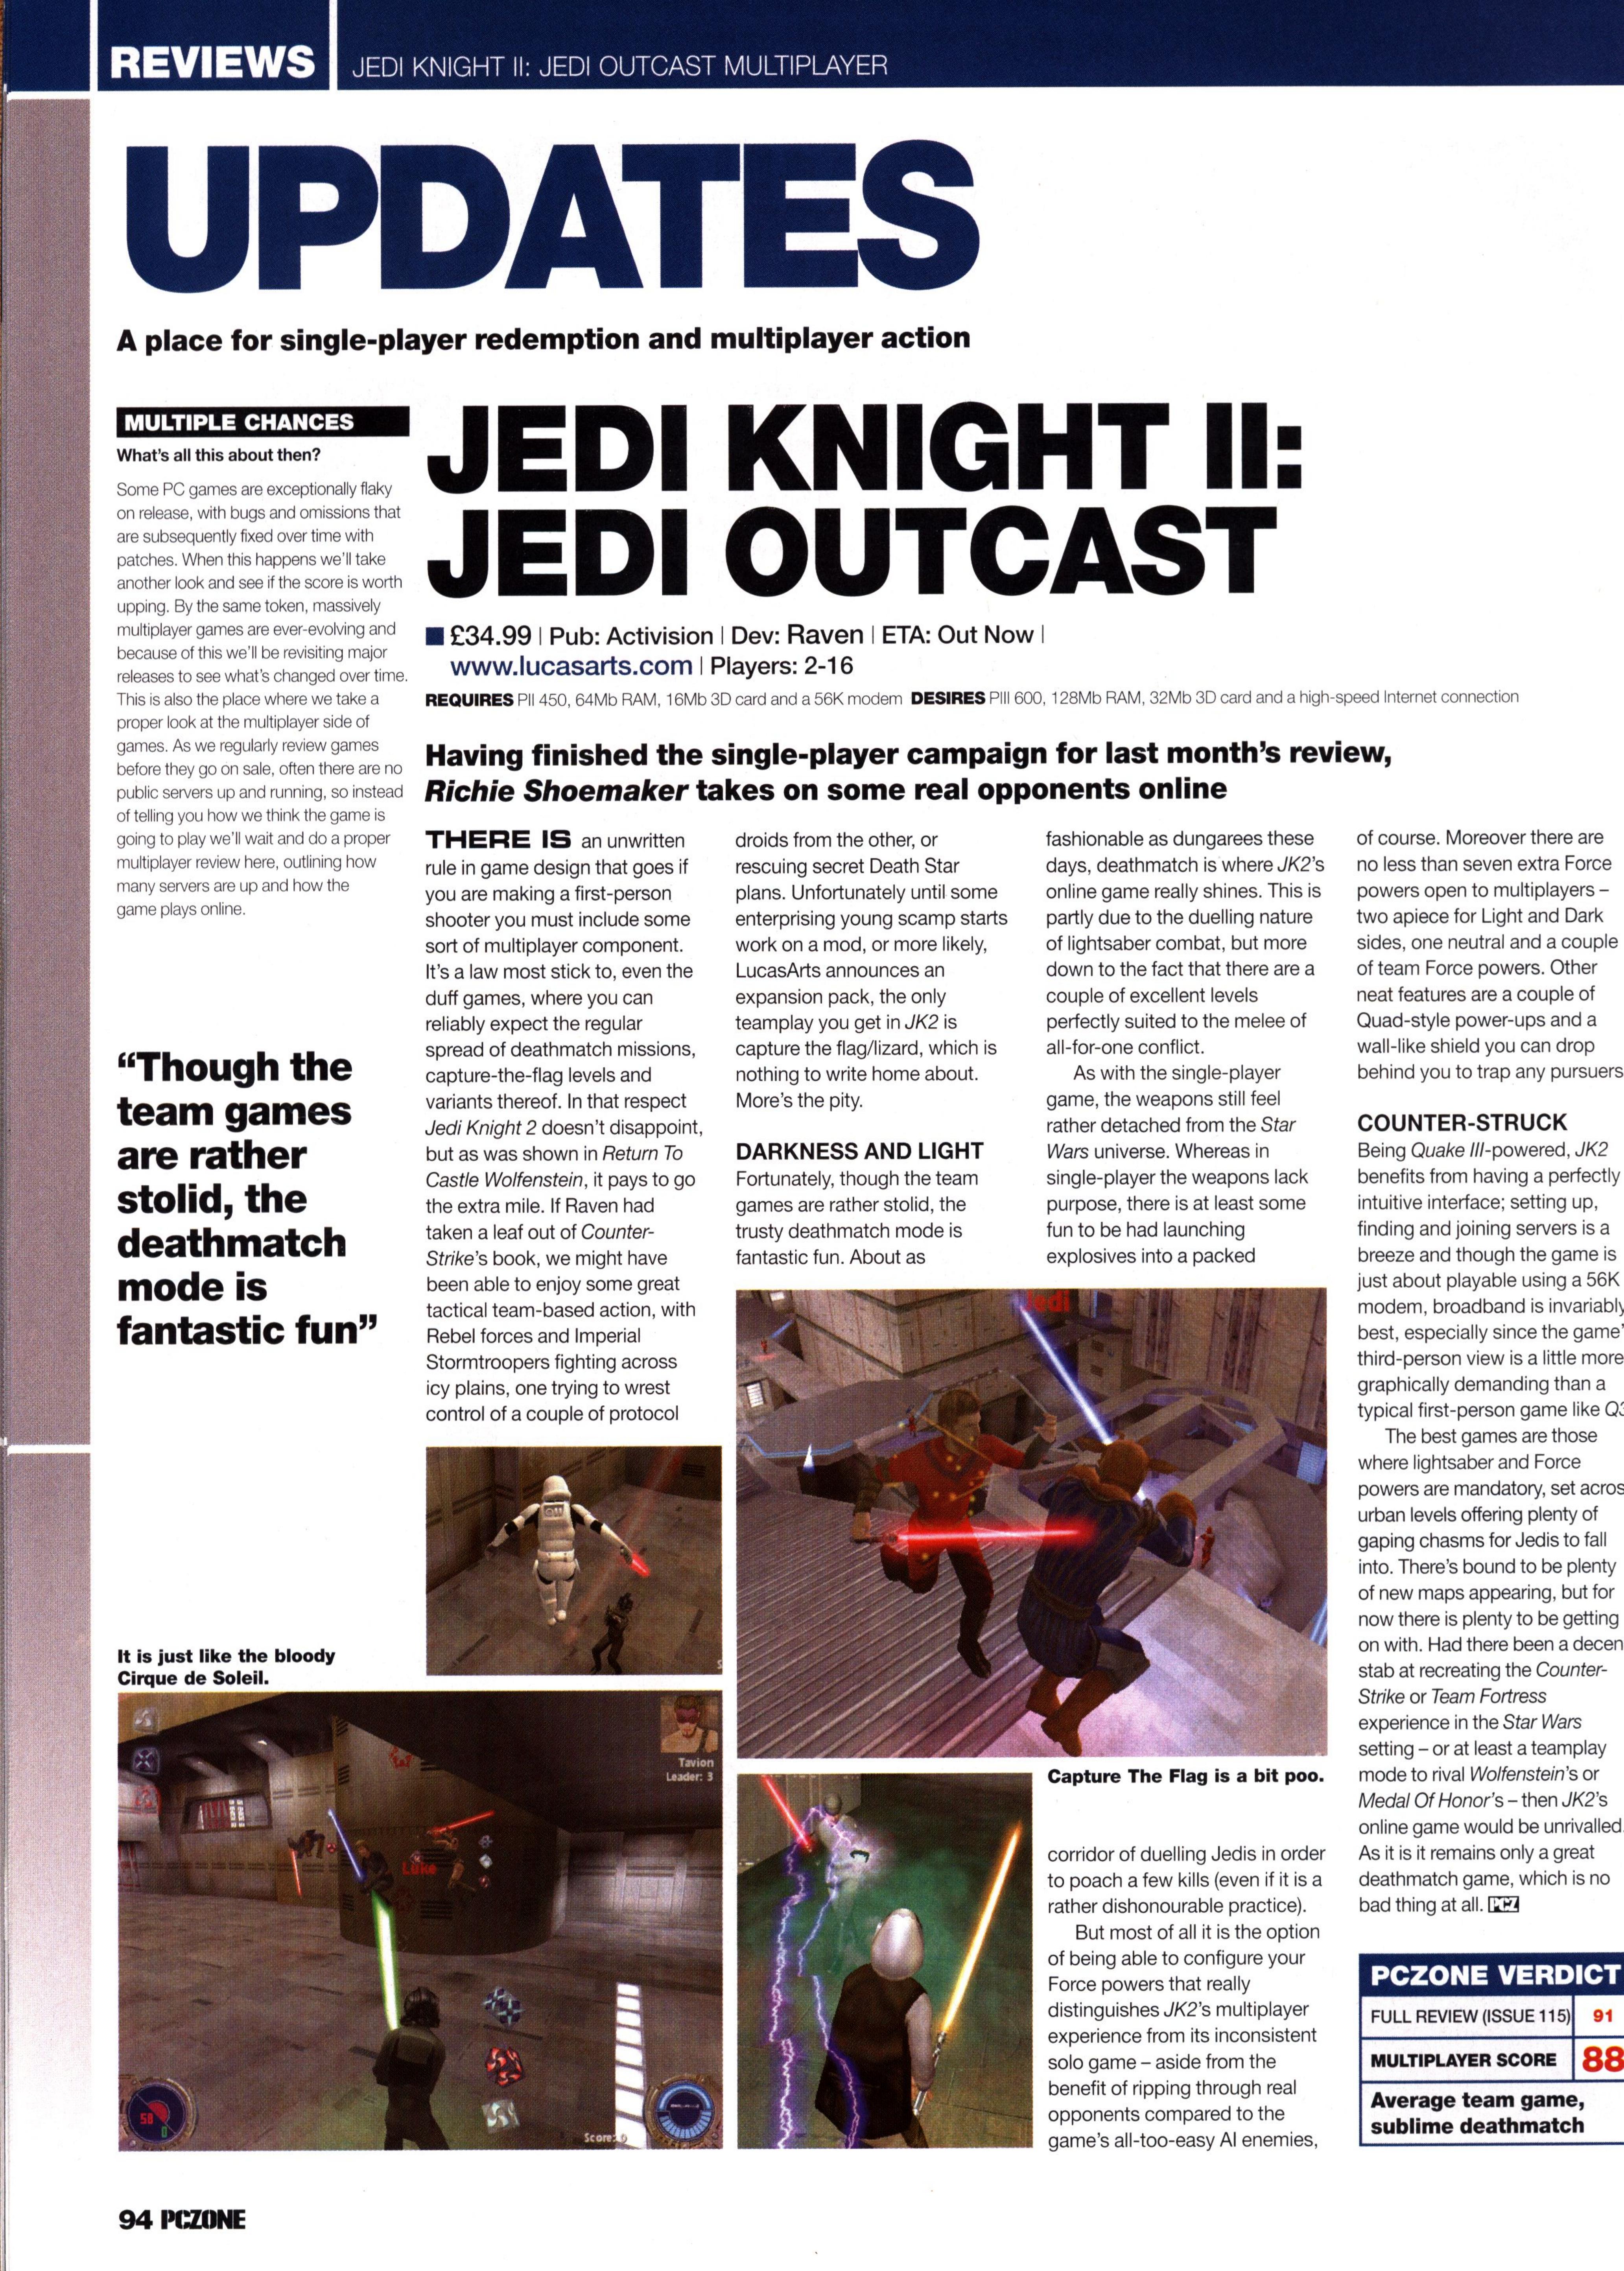 REVIEWS
JEDI KNIGHT II: JEDI OUTCAST MULTIPLAYER
UPDATES
A place for single-player redemption and multiplayer action
MULTIPLE CHANCES
What's all this about then?
Some PC games are exceptionally flaky
on release, with bugs and omissions that
are subsequently fixed over time with
patches. When this happens we'll take
another look and see if the score is worth
upping. By the same token, massively
multiplayer games are ever-evolving and
because of this we'll be revisiting major
releases to see what's changed over time.
This is also the place where we take a
proper look at the multiplayer side of
games. As we regularly review games
before they go on sale, often there are no
public servers up and running, so instead
of telling you how we think the game is
going to play we'll wait and do a proper
multiplayer review here, outlining how
many servers are up and how the
game plays online.
"Though the
team games
are rather
stolid, the
deathmatch
mode is
fantastic fun"
JEDI KNIGHT II:
JEDI OUTCAST
£34.99 | Pub: Activision | Dev: Raven | ETA: Out Now |
www.lucasarts.com | Players: 2-16
REQUIRES PII 450, 64Mb RAM, 16Mb 3D card and a 56K modem DESIRES PIII 600, 128Mb RAM, 32Mb 3D card and a high-speed Internet connection
Having finished the single-player campaign for last month's review,
Richie Shoemaker takes on some real opponents online
THERE IS an unwritten
rule in game design that goes if
you are making a first-person
shooter you must include some
sort of multiplayer component.
It's a law most stick to, even the
duff games, where you can
reliably expect the regular
spread of deathmatch missions,
capture-the-flag levels and
variants thereof. In that respect
Jedi Knight 2 doesn't disappoint,
but as was shown in Return To
Castle Wolfenstein, it pays to go
the extra mile. If Raven had
taken a leaf out of Counter-
Strike's book, we might have
been able to enjoy some great
tactical team-based action, with
Rebel forces and Imperial
Stormtroopers fighting across
icy plains, one trying to wrest
control of a couple of protocol
droids from the other, or
rescuing secret Death Star
plans. Unfortunately until some
enterprising young scamp starts
work on a mod, or more likely,
LucasArts announces an
expansion pack, the only
teamplay you get in JK2 is
capture the flag/lizard, which is
nothing to write home about.
More's the pity.
DARKNESS AND LIGHT
Fortunately, though the team
games are rather stolid, the
trusty deathmatch mode is
fantastic fun. About as
fashionable as dungarees these
days, deathmatch is where JK2's
online game really shines. This is
partly due to the duelling nature
of lightsaber combat, but more
down to the fact that there are a
couple of excellent levels
perfectly suited to the melee of
all-for-one conflict.
As with the single-player
game, the weapons still feel
rather detached from the Star
Wars universe. Whereas in
single-player the weapons lack
purpose, there is at least some
fun to be had launching
explosives into a packed
corridor of duelling Jedis in order
to poach a few kills (even if it is a
rather dishonourable practice).
But most of all it is the option
of being able to configure your
Force powers that really
distinguishes JK2's multiplayer
experience from its inconsistent
solo game – aside from the
benefit of ripping through real
opponents compared to the
game's all-too-easy AI enemies,
of course. Moreover there are
no less than seven extra Force
powers open to multiplayers –
two apiece for Light and Dark
sides, one neutral and a couple
of team Force powers. Other
neat features are a couple of
Quad-style power-ups and a
wall-like shield you can drop
behind you to trap any pursuers
COUNTER-STRUCK
Being Quake III-powered, JK2
benefits from having a perfectly
intuitive interface; setting up,
finding and joining servers is a
breeze and though the game is
just about playable using a 56K
modem, broadband is invariably
best, especially since the game'
third-person view is a little more
graphically demanding than a
typical first-person game like Q3
The best games are those
where lightsaber and Force
powers are mandatory, set acros
urban levels offering plenty of
gaping chasms for Jedis to fall
into. There's bound to be plenty
of new maps appearing, but for
now there is plenty to be getting
on with. Had there been a decen
stab at recreating the Counter-
Strike or Team Fortress
experience in the Star Wars
setting – or at least a teamplay
mode to rival Wolfenstein's or
Medal Of Honor's – then JK2's
online game would be unrivalled.
As it is it remains only a great
deathmatch game, which is no
bad thing at all. PCZ
Jedi
It is just like the bloody
Cirque de Soleil.
Tavion
Leader: 3
Luke
58
0
Score: 0
Capture The Flag is a bit poo.
PCZONE VERDICT
FULL REVIEW (ISSUE 115) 91
MULTIPLAYER SCORE 88
Average team game,
sublime deathmatch
94 PCZONE